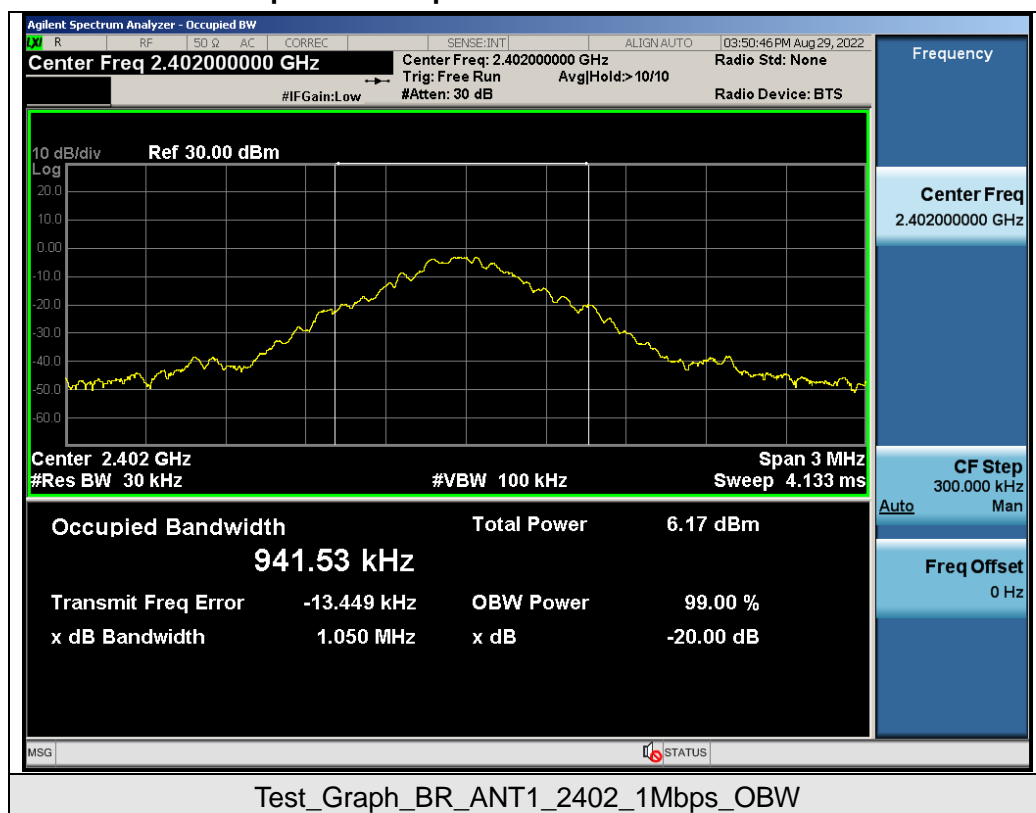 Agilent Spectrum Analyzer - Occupied BW
LXI R RF 50 Ω AC CORREC SENSE:INT ALIGN AUTO 03:50:46 PM Aug 29, 2022
Center Freq 2.402000000 GHz Center Freq: 2.402000000 GHz Radio Std: None
Trig: Free Run Avg|Hold:> 10/10
#IFGain:Low #Atten: 30 dB Radio Device: BTS
10 dB/div Ref 30.00 dBm
Log
20.0
10.0
0.00
-10.0
-20.0
-30.0
-40.0
-50.0
-60.0
Center 2.402 GHz Span 3 MHz
#Res BW 30 kHz #VBW 100 kHz Sweep 4.133 ms
Occupied Bandwidth Total Power 6.17 dBm
941.53 kHz
Transmit Freq Error -13.449 kHz OBW Power 99.00 %
x dB Bandwidth 1.050 MHz x dB -20.00 dB
MSG STATUS
Frequency
Center Freq
2.402000000 GHz
CF Step
300.000 kHz
Auto Man
Freq Offset
0 Hz
Test_Graph_BR_ANT1_2402_1Mbps_OBW